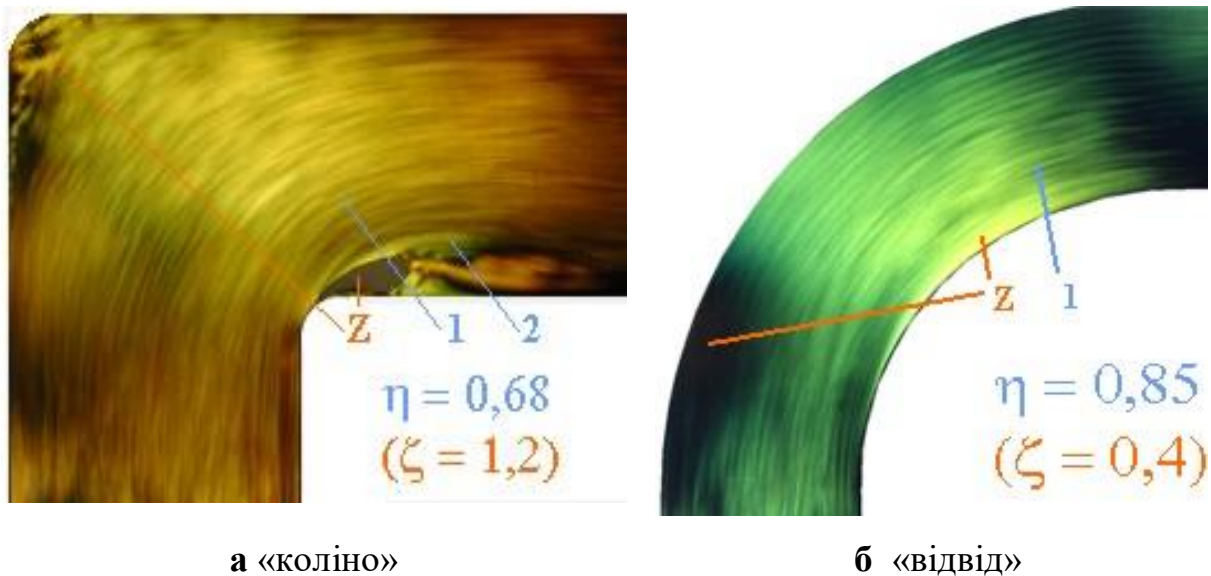 Z 1 2
η = 0,68
(ζ = 1,2)
1
Z
η = 0,85
(ζ = 0,4)
а «коліно» б «відвід»